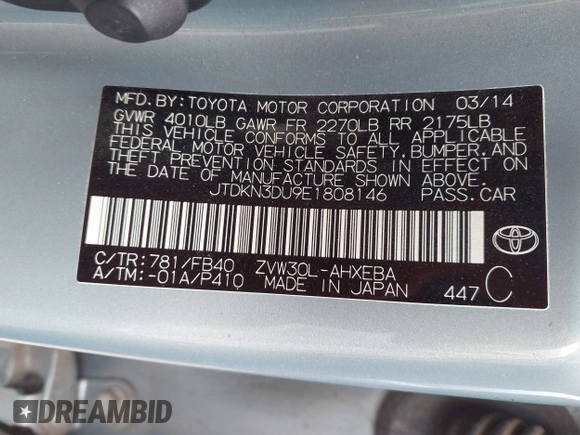 MFD. BY: TOYOTA MOTOR CORPORATION 03/14
GVWR 4010LB GAWR FR 2270LB RR 2175LB
THIS VEHICLE CONFORMS TO ALL APPLICABLE
FEDERAL MOTOR VEHICLE SAFETY, BUMPER, AND
THEFT PREVENTION STANDARDS IN EFFECT ON
THE DATE OF MANUFACTURE SHOWN ABOVE.
JTDKN3DU9E1808146 PASS. CAR
C/TR: 781/FB40 ZVW30L-AHXEBA
A/TM: -01A/P410 MADE IN JAPAN 447 C
DREAMBID